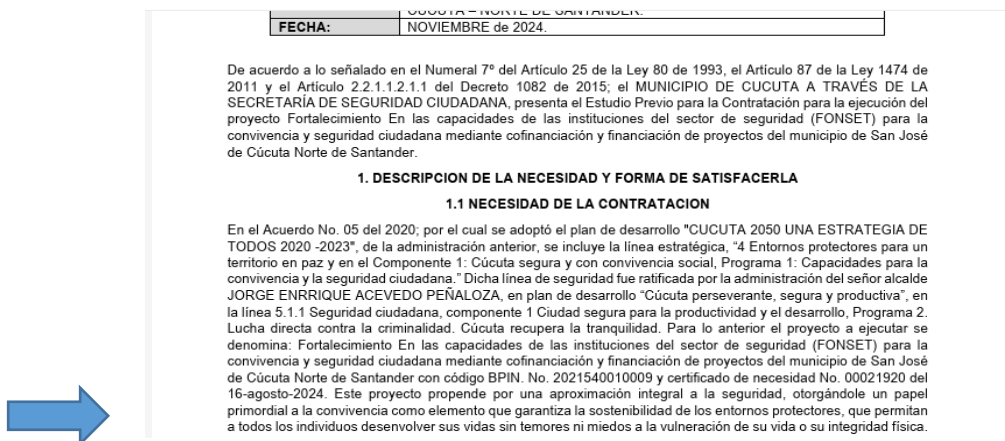 CUCUTA – NORTE DE SANTANDER.
FECHA: NOVIEMBRE de 2024.
De acuerdo a lo señalado en el Numeral 7º del Artículo 25 de la Ley 80 de 1993, el Artículo 87 de la Ley 1474 de
2011 y el Artículo 2.2.1.1.2.1.1 del Decreto 1082 de 2015; el MUNICIPIO DE CUCUTA A TRAVÉS DE LA
SECRETARÍA DE SEGURIDAD CIUDADANA, presenta el Estudio Previo para la Contratación para la ejecución del
proyecto Fortalecimiento En las capacidades de las instituciones del sector de seguridad (FONSET) para la
convivencia y seguridad ciudadana mediante cofinanciación y financiación de proyectos del municipio de San José
de Cúcuta Norte de Santander.
1. DESCRIPCION DE LA NECESIDAD Y FORMA DE SATISFACERLA
1.1 NECESIDAD DE LA CONTRATACION
En el Acuerdo No. 05 del 2020; por el cual se adoptó el plan de desarrollo "CUCUTA 2050 UNA ESTRATEGIA DE
TODOS 2020 -2023", de la administración anterior, se incluye la línea estratégica, “4 Entornos protectores para un
territorio en paz y en el Componente 1: Cúcuta segura y con convivencia social, Programa 1: Capacidades para la
convivencia y la seguridad ciudadana.” Dicha línea de seguridad fue ratificada por la administración del señor alcalde
JORGE ENRRIQUE ACEVEDO PEÑALOZA, en plan de desarrollo “Cúcuta perseverante, segura y productiva”, en
la línea 5.1.1 Seguridad ciudadana, componente 1 Ciudad segura para la productividad y el desarrollo, Programa 2.
Lucha directa contra la criminalidad. Cúcuta recupera la tranquilidad. Para lo anterior el proyecto a ejecutar se
denomina: Fortalecimiento En las capacidades de las instituciones del sector de seguridad (FONSET) para la
convivencia y seguridad ciudadana mediante cofinanciación y financiación de proyectos del municipio de San José
de Cúcuta Norte de Santander con código BPIN. No. 2021540010009 y certificado de necesidad No. 00021920 del
16-agosto-2024. Este proyecto propende por una aproximación integral a la seguridad, otorgándole un papel
primordial a la convivencia como elemento que garantiza la sostenibilidad de los entornos protectores, que permitan
a todos los individuos desenvolver sus vidas sin temores ni miedos a la vulneración de su vida o su integridad física.